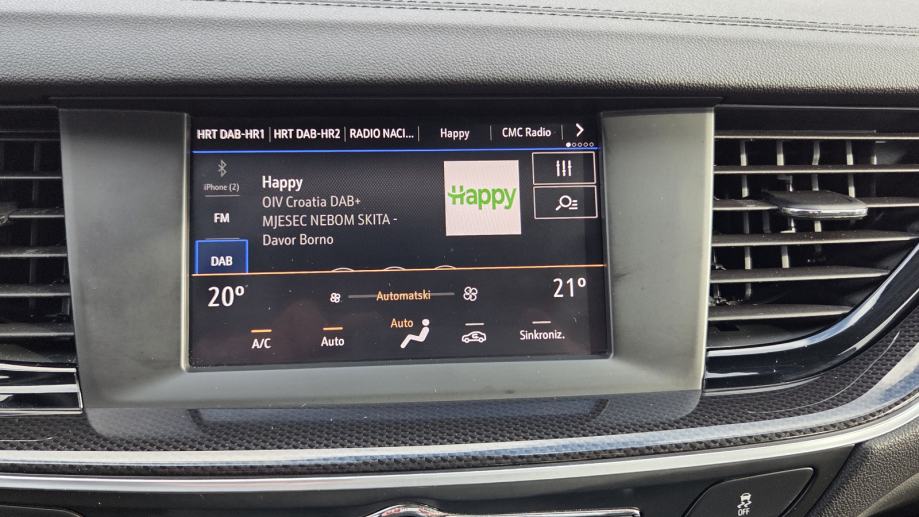 HRT DAB-HR1 HRT DAB-HR2 RADIO NACI... Happy CMC Radio
iPhone (2)
FM
DAB
Happy
OIV Croatia DAB+
MJESEC NEBOM SKITA -
Davor Borno
Happy
20° Automatski 21°
Auto
A/C Auto Sinkroniz.
OFF